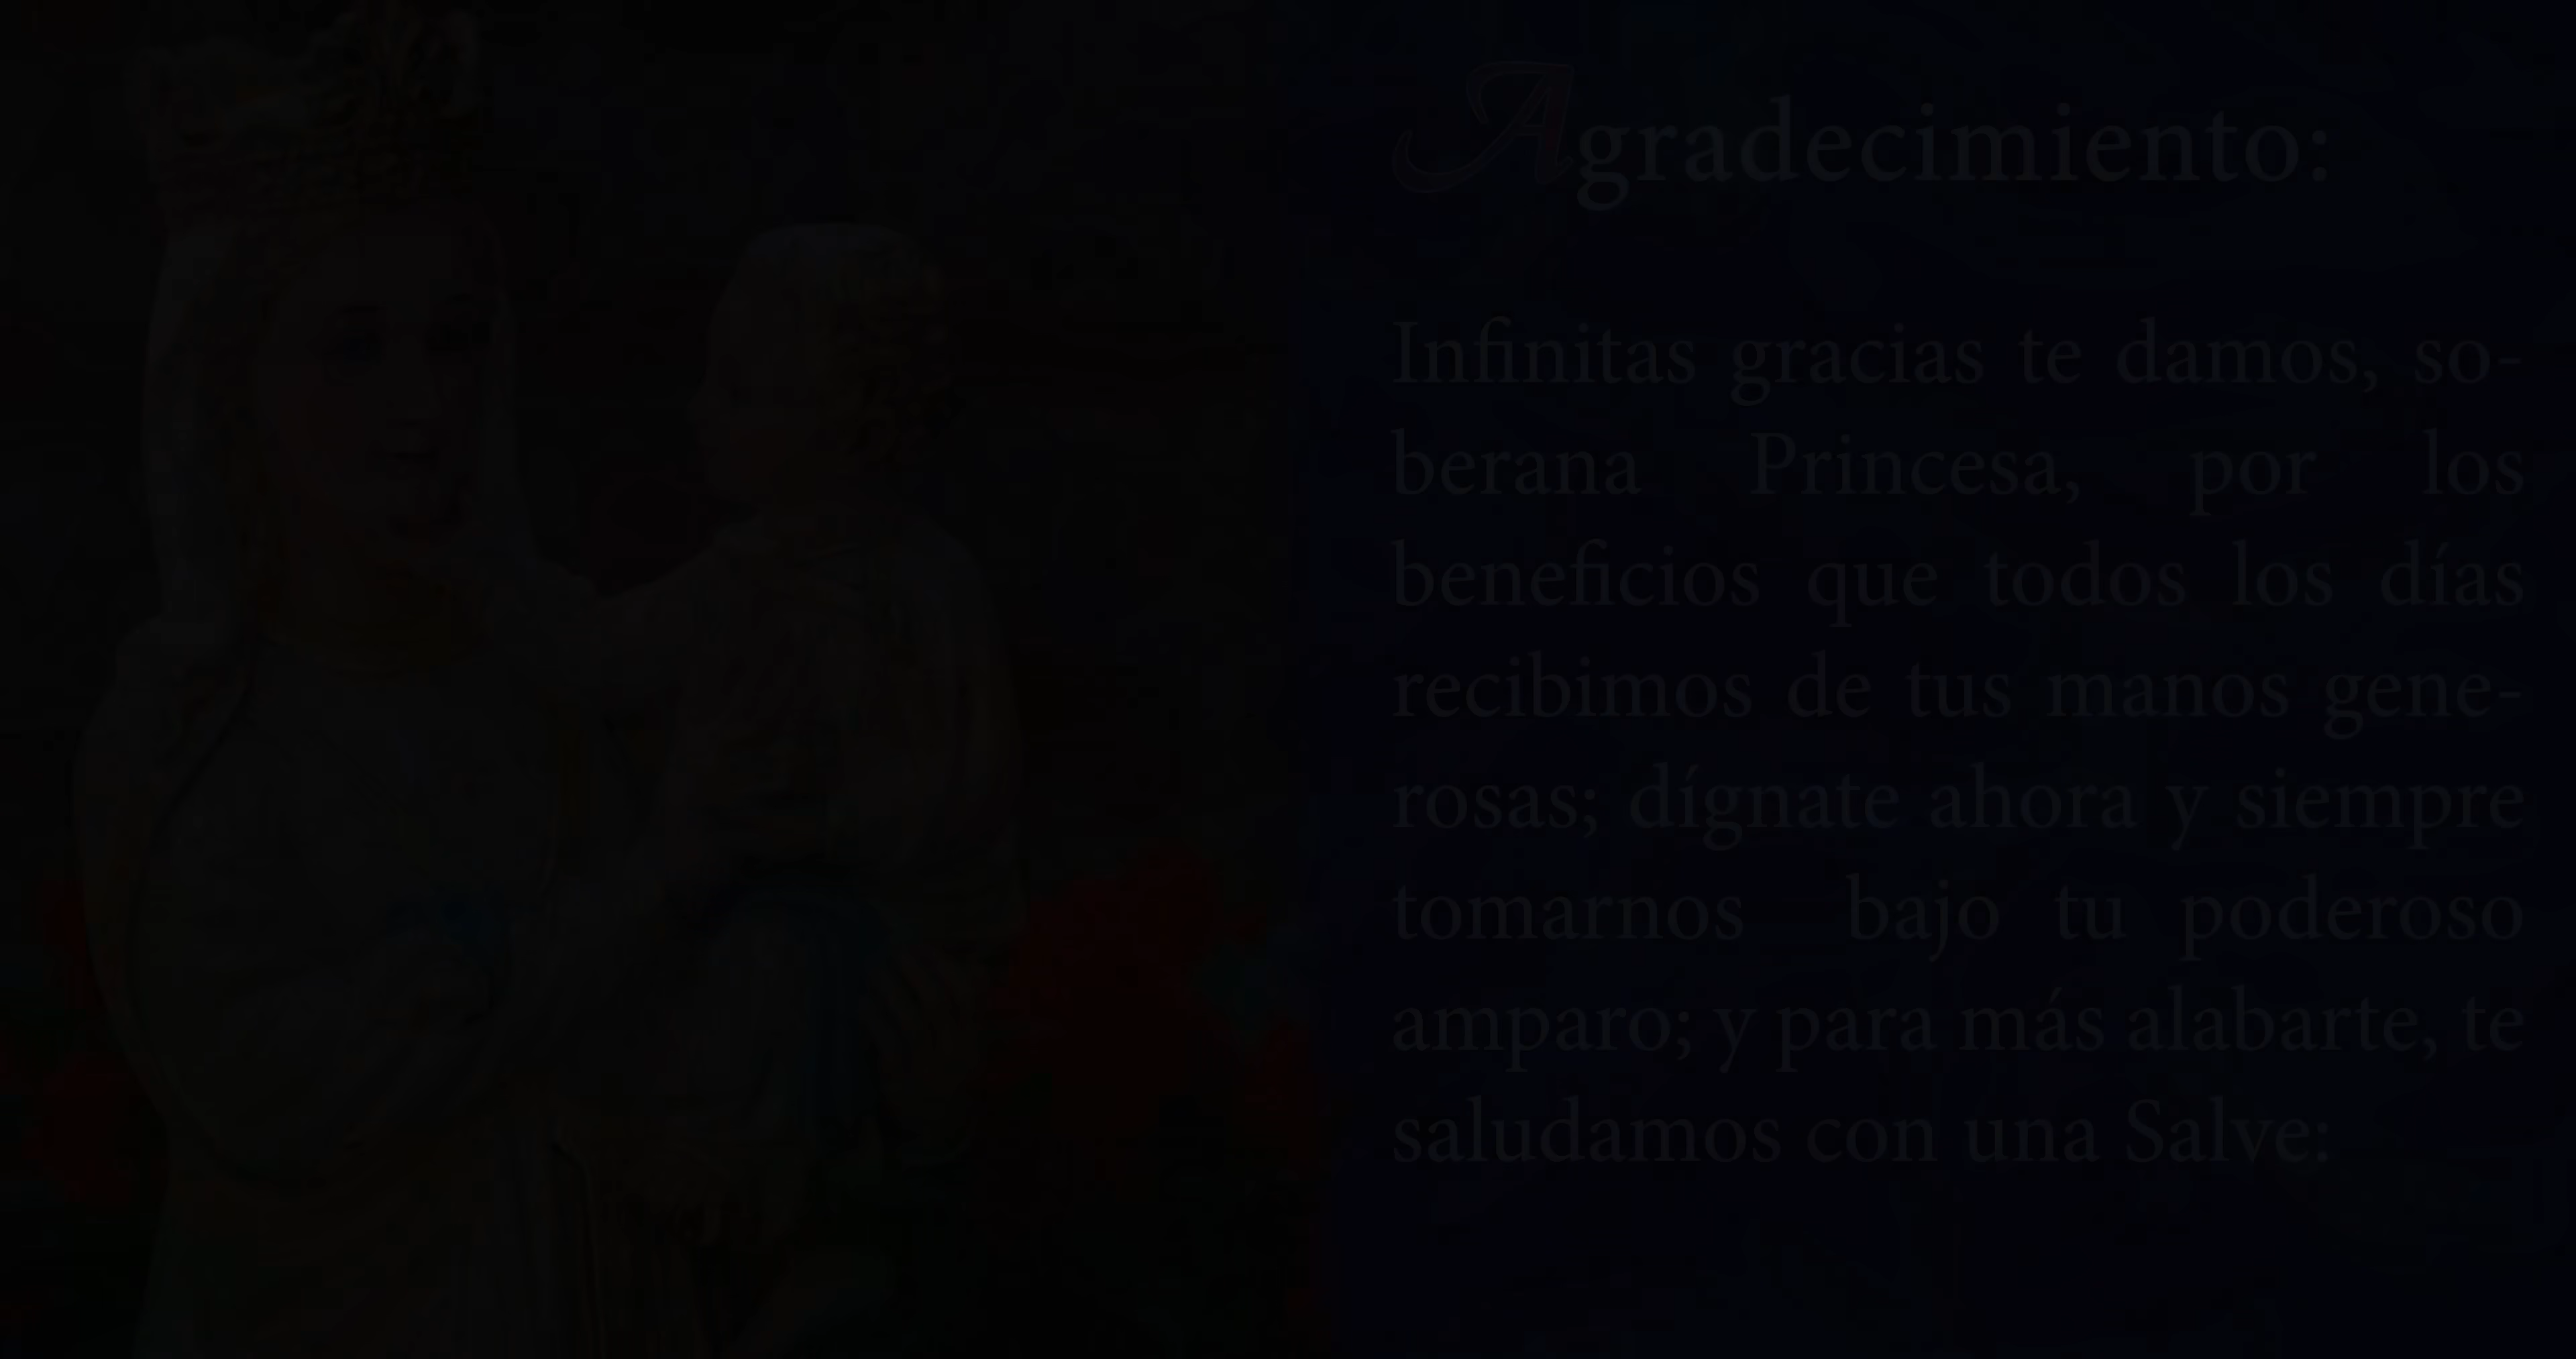 Agradecimiento:
Infinitas gracias te damos, so-
berana Princesa, por los
beneficios que todos los días
recibimos de tus manos gene-
rosas; dígnate ahora y siempre
tomarnos bajo tu poderoso
amparo; y para más alabarte, te
saludamos con una Salve: